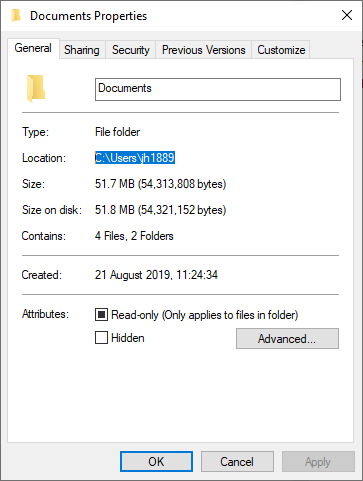 Documents Properties
General Sharing Security Previous Versions Customize
Documents
Type: File folder
Location: C:\Users\jh1889
Size: 51.7 MB (54,313,808 bytes)
Size on disk: 51.8 MB (54,321,152 bytes)
Contains: 4 Files, 2 Folders
Created: 21 August 2019, 11:24:34
Attributes: Read-only (Only applies to files in folder)
Hidden Advanced...
OK Cancel Apply